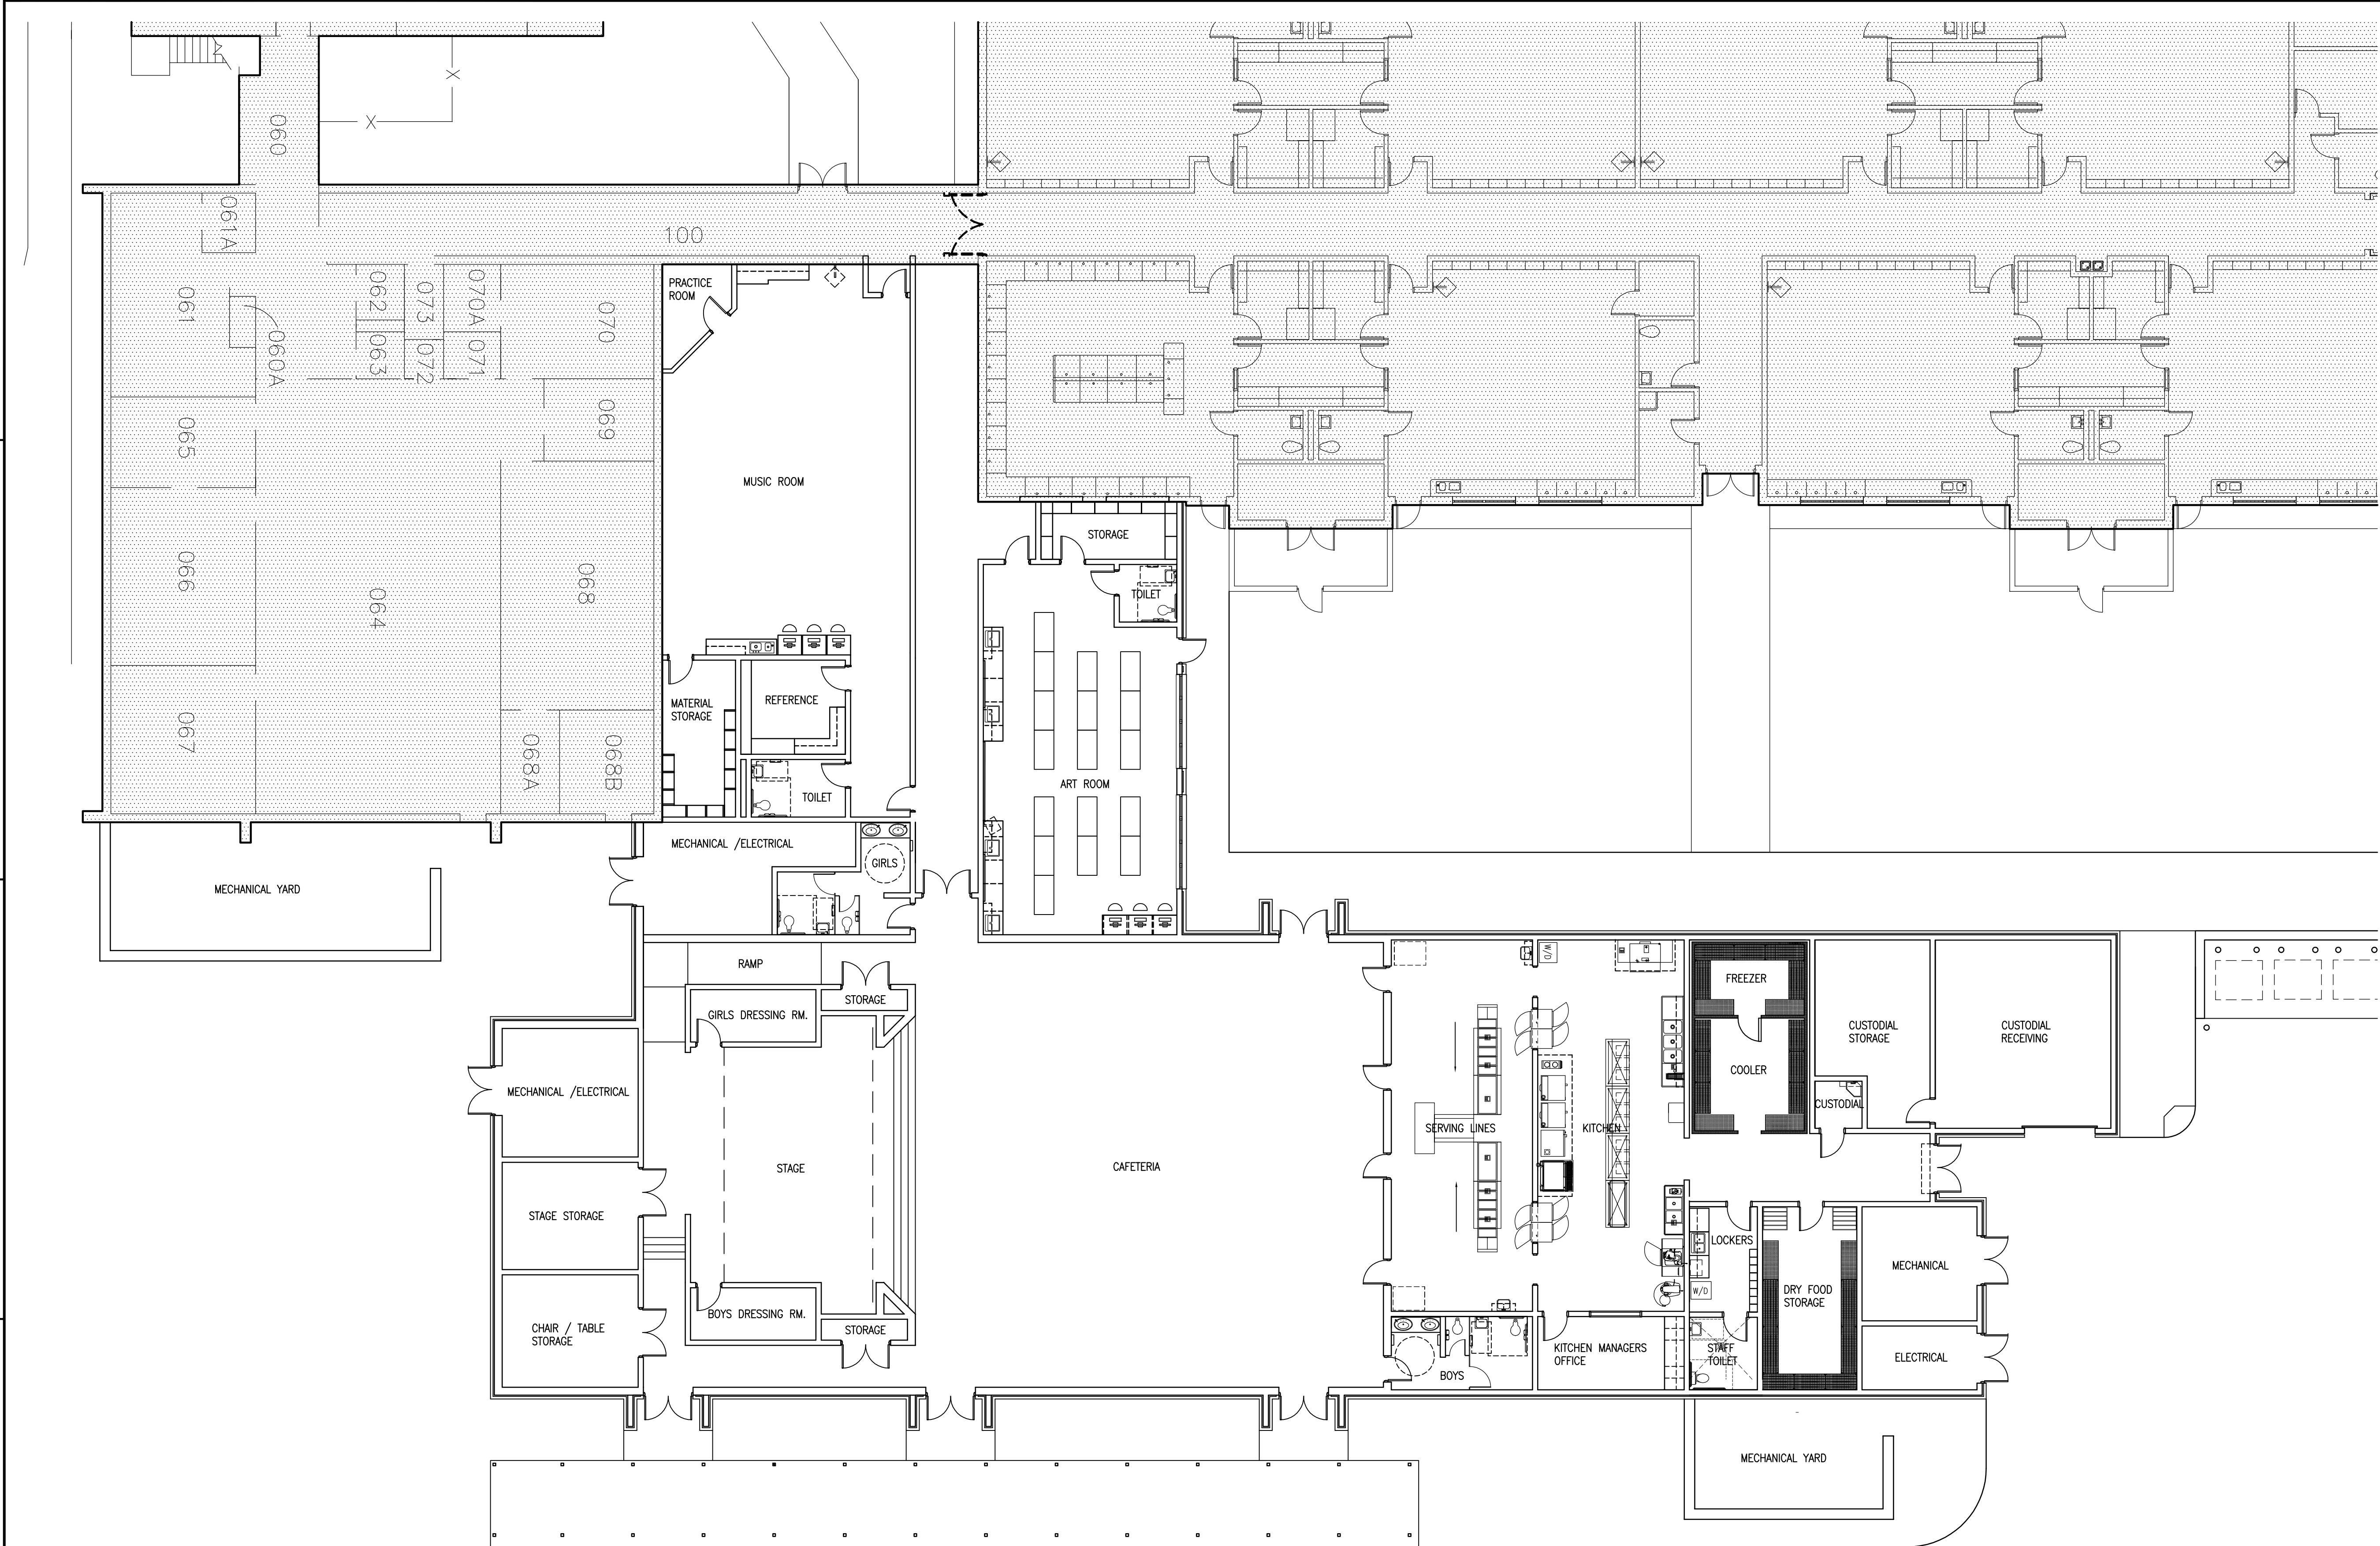 060
X
X
061A
100
061
060A
062
063
073
072
070A
071
070
069
065
066
064
068
067
068A
068B
PRACTICE
ROOM
MUSIC ROOM
STORAGE
TOILET
MATERIAL
STORAGE
REFERENCE
TOILET
ART ROOM
MECHANICAL /ELECTRICAL
GIRLS
MECHANICAL YARD
RAMP
STORAGE
GIRLS DRESSING RM.
W/D
FREEZER
CUSTODIAL
STORAGE
CUSTODIAL
RECEIVING
COOLER
MECHANICAL /ELECTRICAL
CUSTODIAL
SERVING LINES
KITCHEN
STAGE
CAFETERIA
STAGE STORAGE
LOCKERS
MECHANICAL
W/D
DRY FOOD
STORAGE
BOYS DRESSING RM.
CHAIR / TABLE
STORAGE
STORAGE
KITCHEN MANAGERS
OFFICE
STAFF
TOILET
ELECTRICAL
BOYS
MECHANICAL YARD